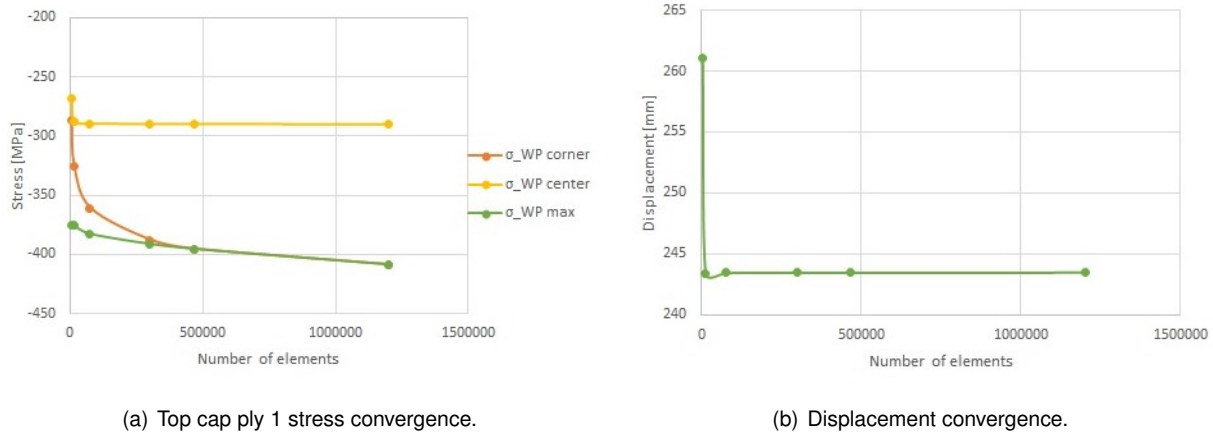 -200
-250
-300
-350
-400
-450
Stress [MPa]
0
500000
1000000
1500000
Number of elements
σ_WP corner
σ_WP center
σ_WP max
(a) Top cap ply 1 stress convergence.
265
260
255
250
245
240
Displacement [mm]
0
500000
1000000
1500000
Number of elements
(b) Displacement convergence.